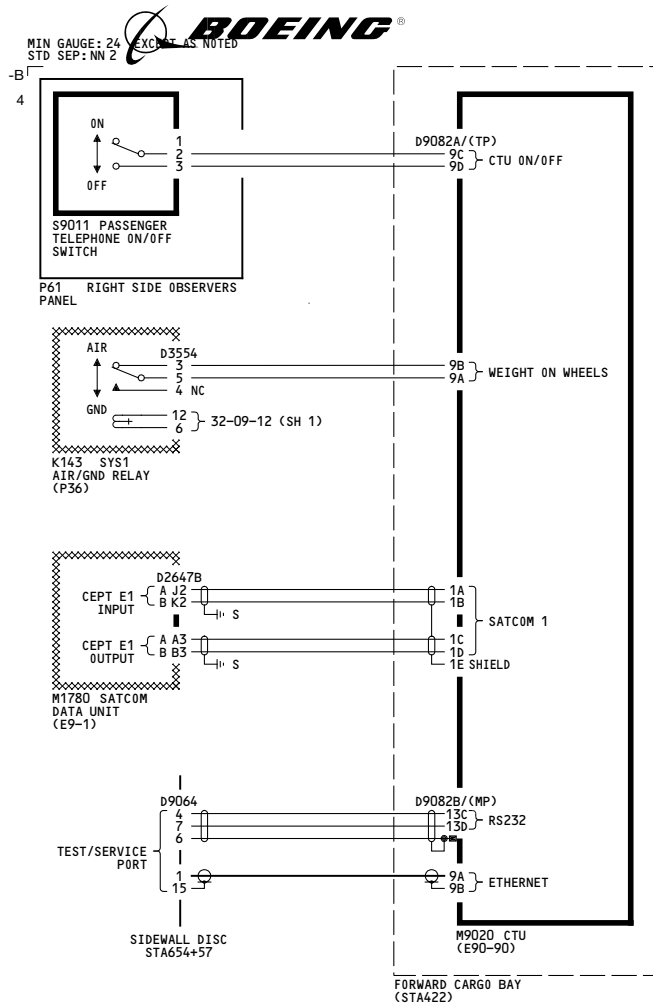 BOEING®
MIN GAUGE: 24 EXCEPT AS NOTED
STD SEP: NN 2
-B
4
ON
OFF
1
2
3
S9011 PASSENGER
TELEPHONE ON/OFF
SWITCH
P61 RIGHT SIDE OBSERVERS
PANEL
D9082A/(TP)
9C
9D
CTU ON/OFF
AIR
GND
D3554
3
5
4 NC
12
6
32-09-12 (SH 1)
K143 SYS1
AIR/GND RELAY
(P36)
9B
9A
WEIGHT ON WHEELS
D2647B
CEPT E1
INPUT
A J2
B K2
S
CEPT E1
OUTPUT
A A3
B B3
S
M1780 SATCOM
DATA UNIT
(E9-1)
1A
1B
1C
1D
SATCOM 1
1E SHIELD
D9064
4
7
6
TEST/SERVICE
PORT
1
15
SIDEWALL DISC
STA654+57
D9082B/(MP)
13C
13D
RS232
9A
9B
ETHERNET
M9020 CTU
(E90-90)
FORWARD CARGO BAY
(STA422)